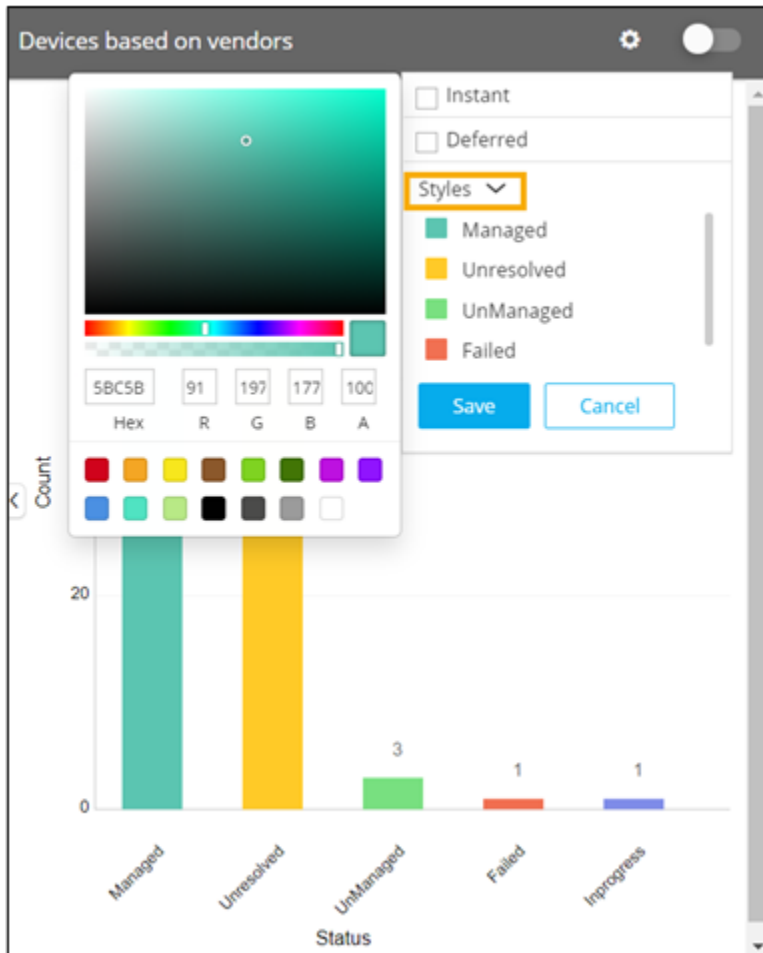 Devices based on vendors
Instant
Deferred
Styles
Managed
Unresolved
UnManaged
Failed
Save Cancel
5BC5B 91 197 177 100
Hex R G B A
Count
20
0
3
1
1
Managed
Unresolved
UnManaged
Failed
Inprogress
Status